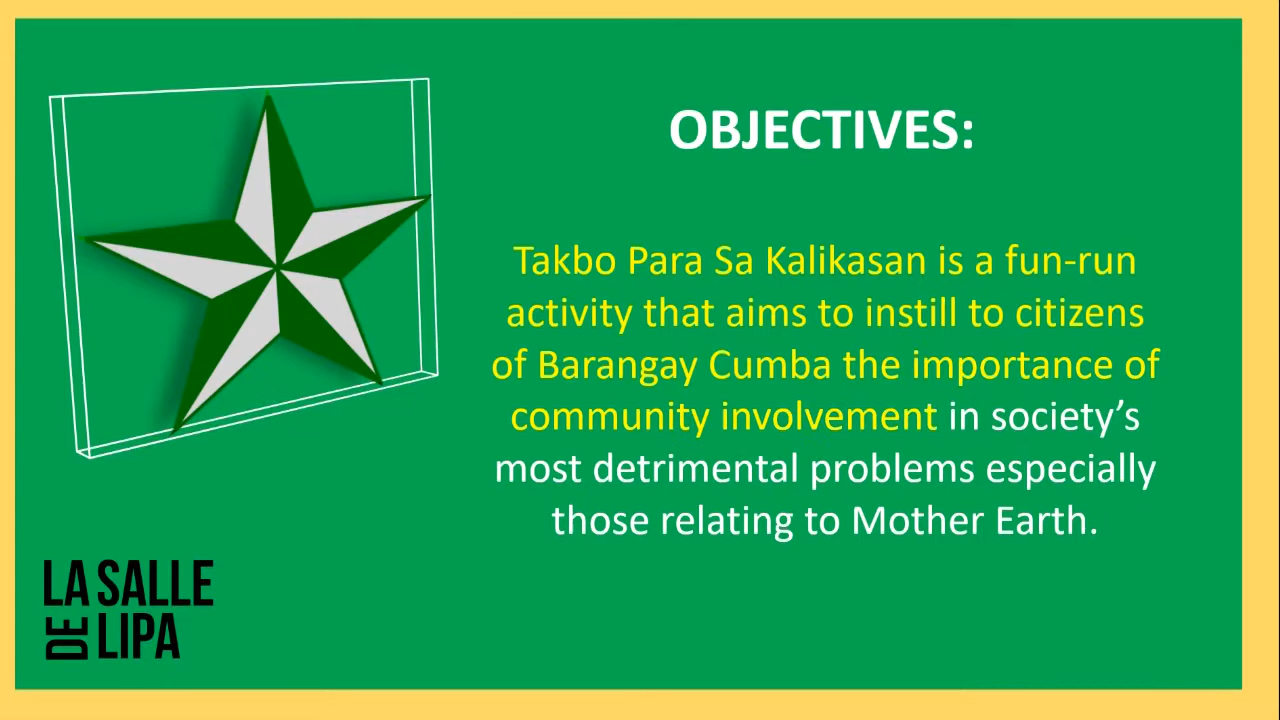 OBJECTIVES:
Takbo Para Sa Kalikasan is a fun-run
activity that aims to instill to citizens
of Barangay Cumba the importance of
community involvement in society’s
most detrimental problems especially
those relating to Mother Earth.
LA SALLE
DE LIPA